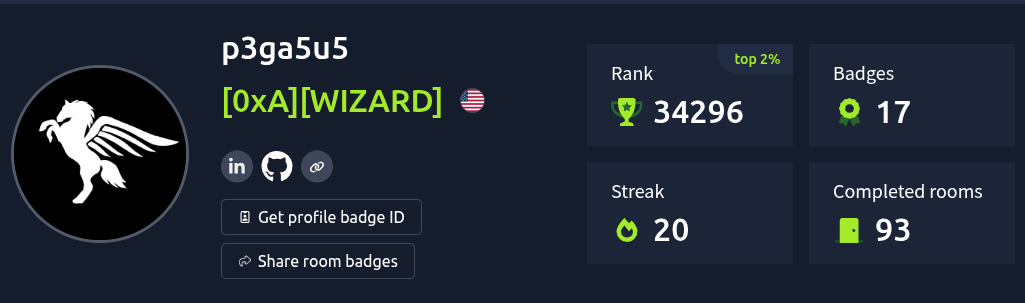 p3ga5u5
[0xA][WIZARD]
in
Get profile badge ID
Share room badges
top 2%
Rank
34296
Badges
17
Streak
20
Completed rooms
93